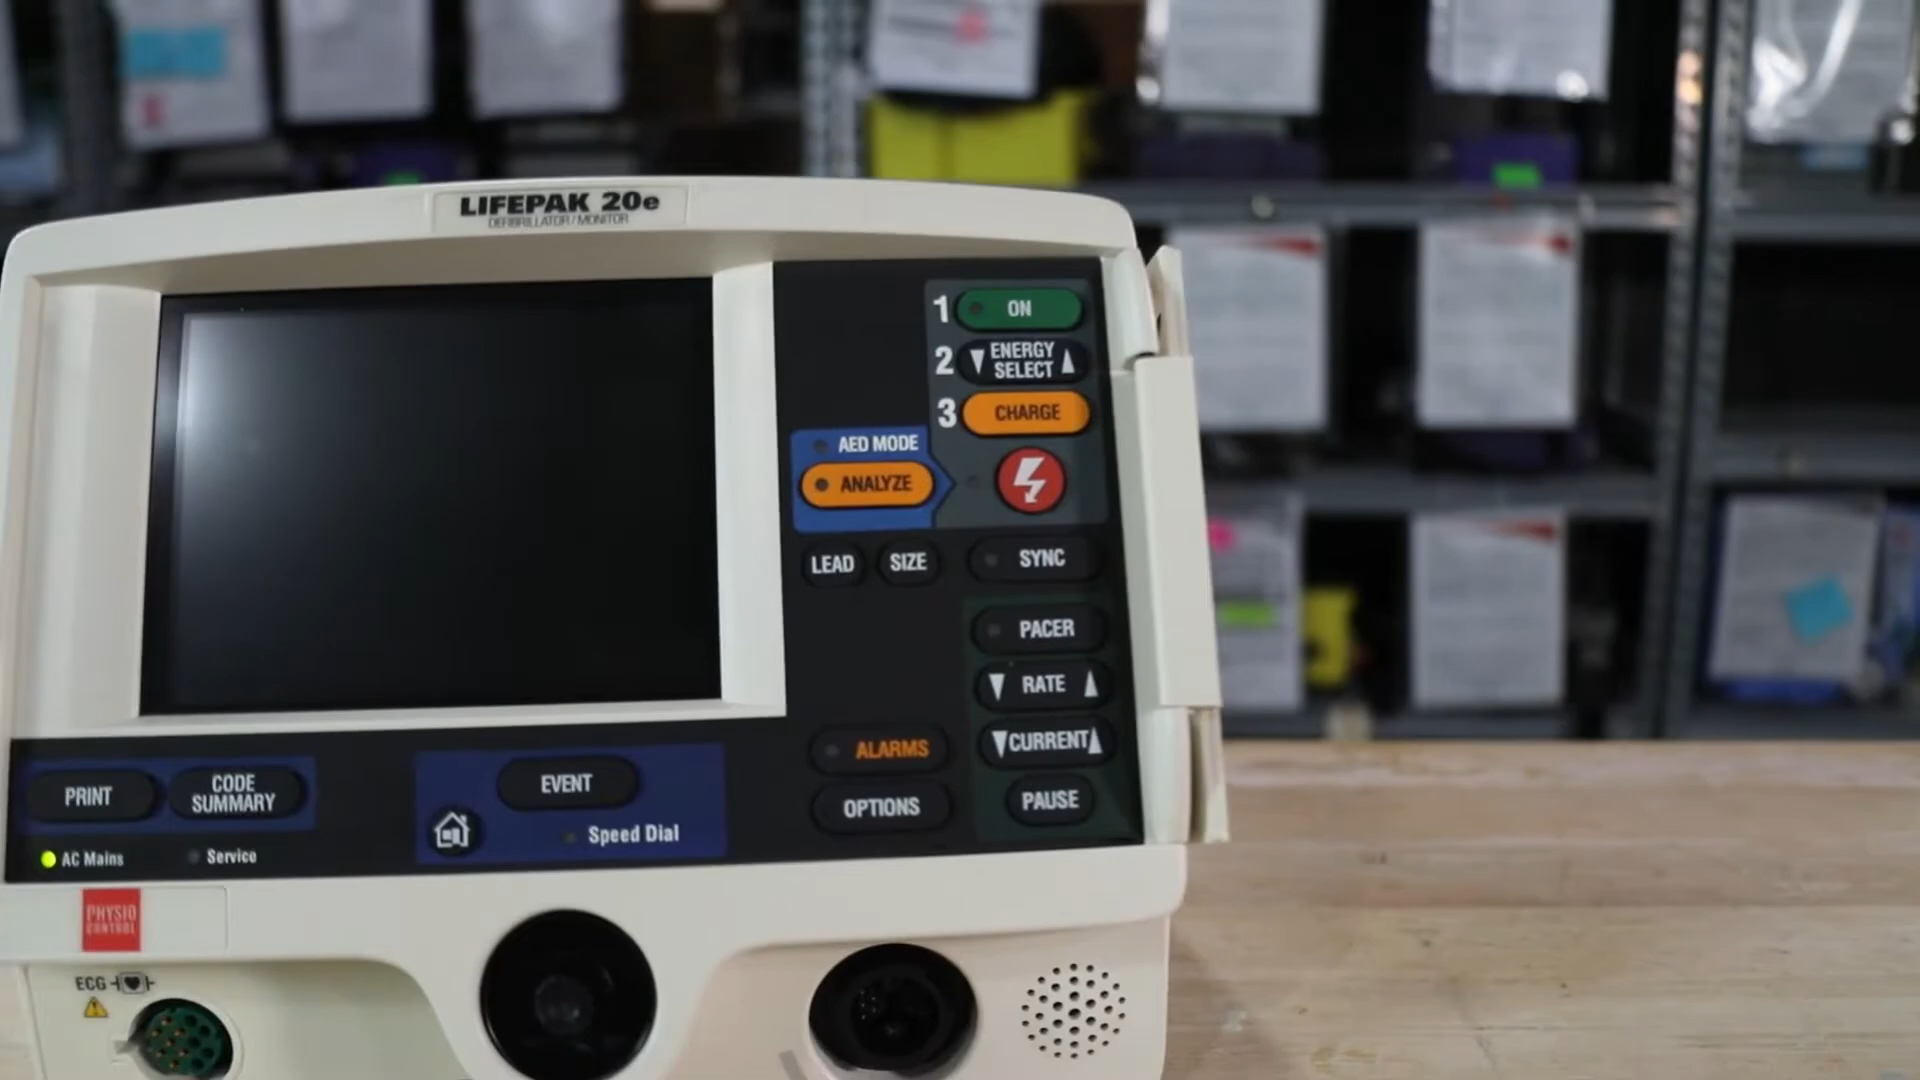 LIFEPAK 20e
DEFIBRILLATOR/MONITOR
1 ON
2 ENERGY
SELECT
3 CHARGE
AED MODE
ANALYZE
LEAD
SIZE
SYNC
PACER
RATE
CURRENT
PAUSE
ALARMS
OPTIONS
PRINT
CODE
SUMMARY
EVENT
Speed Dial
AC Mains
Service
PHYSIO
CONTROL
ECG